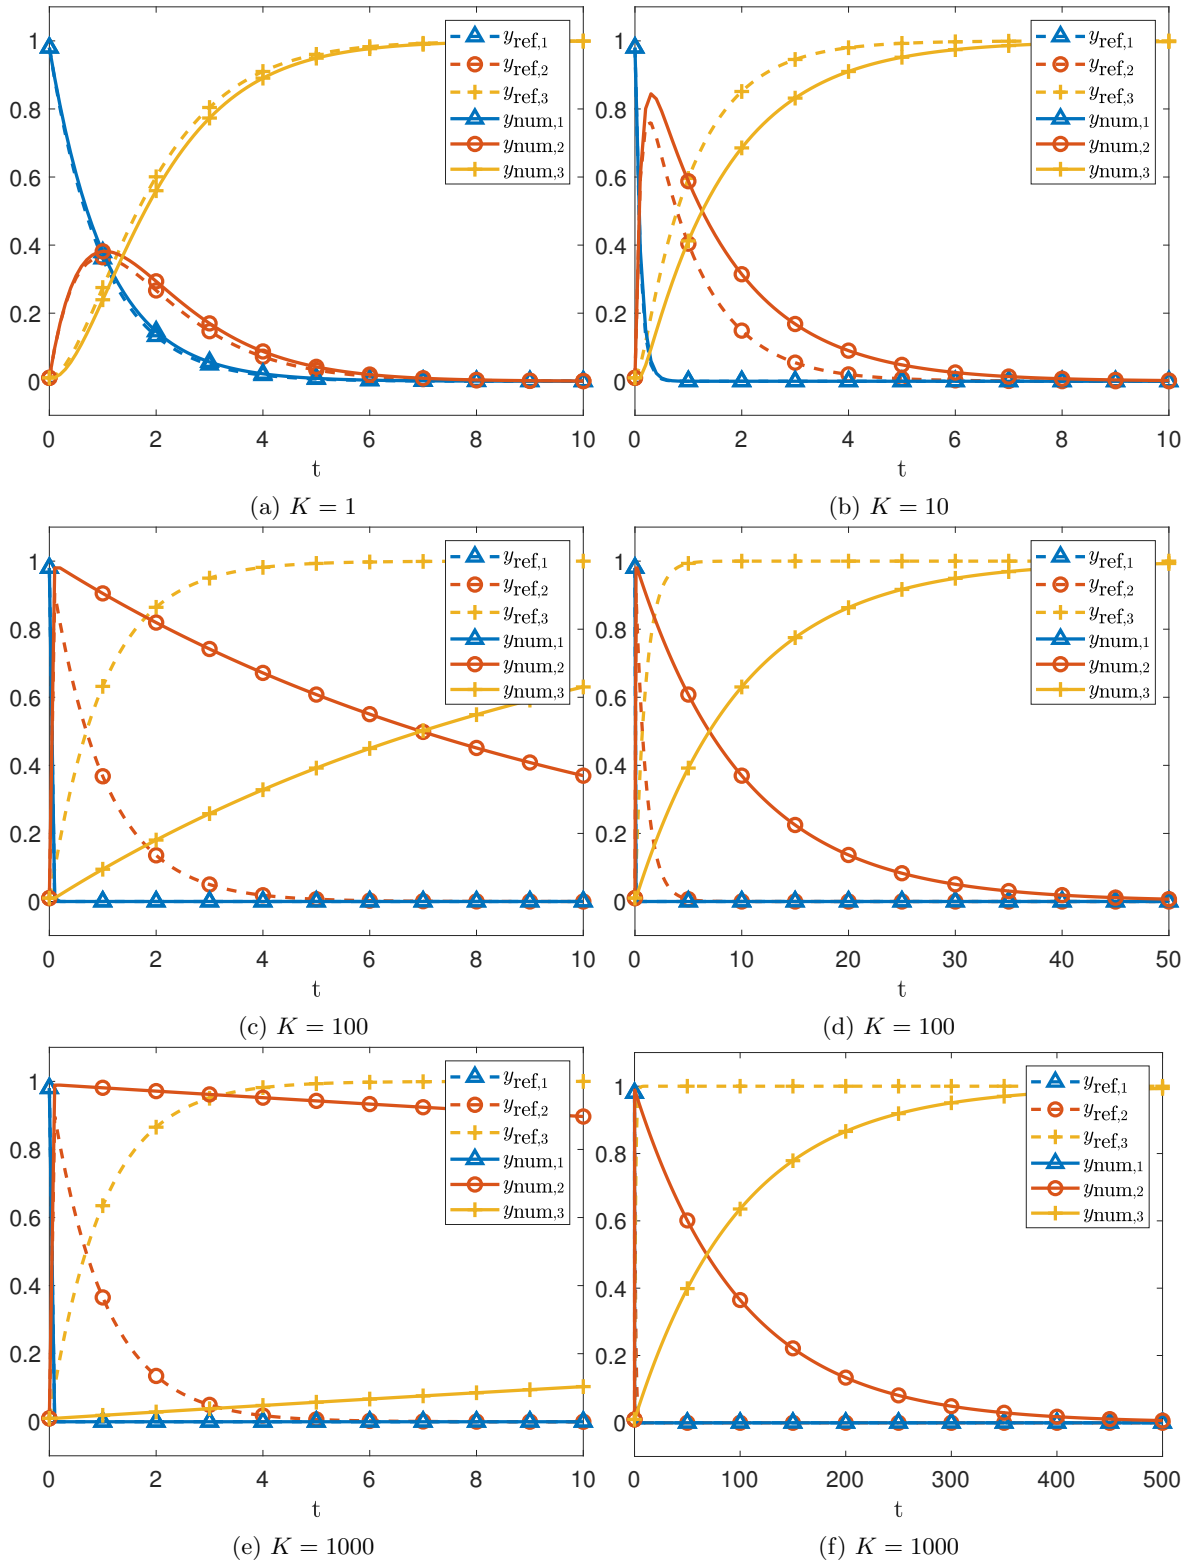 1
0.8
0.6
0.4
0.2
0
0 2 4 6 8 10
t
y_ref,1
y_ref,2
y_ref,3
y_num,1
y_num,2
y_num,3
(a) K = 1
1
0.8
0.6
0.4
0.2
0
0 2 4 6 8 10
t
y_ref,1
y_ref,2
y_ref,3
y_num,1
y_num,2
y_num,3
(b) K = 10
1
0.8
0.6
0.4
0.2
0
0 2 4 6 8 10
t
y_ref,1
y_ref,2
y_ref,3
y_num,1
y_num,2
y_num,3
(c) K = 100
1
0.8
0.6
0.4
0.2
0
0 10 20 30 40 50
t
y_ref,1
y_ref,2
y_ref,3
y_num,1
y_num,2
y_num,3
(d) K = 100
1
0.8
0.6
0.4
0.2
0
0 2 4 6 8 10
t
y_ref,1
y_ref,2
y_ref,3
y_num,1
y_num,2
y_num,3
(e) K = 1000
1
0.8
0.6
0.4
0.2
0
0 100 200 300 400 500
t
y_ref,1
y_ref,2
y_ref,3
y_num,1
y_num,2
y_num,3
(f) K = 1000